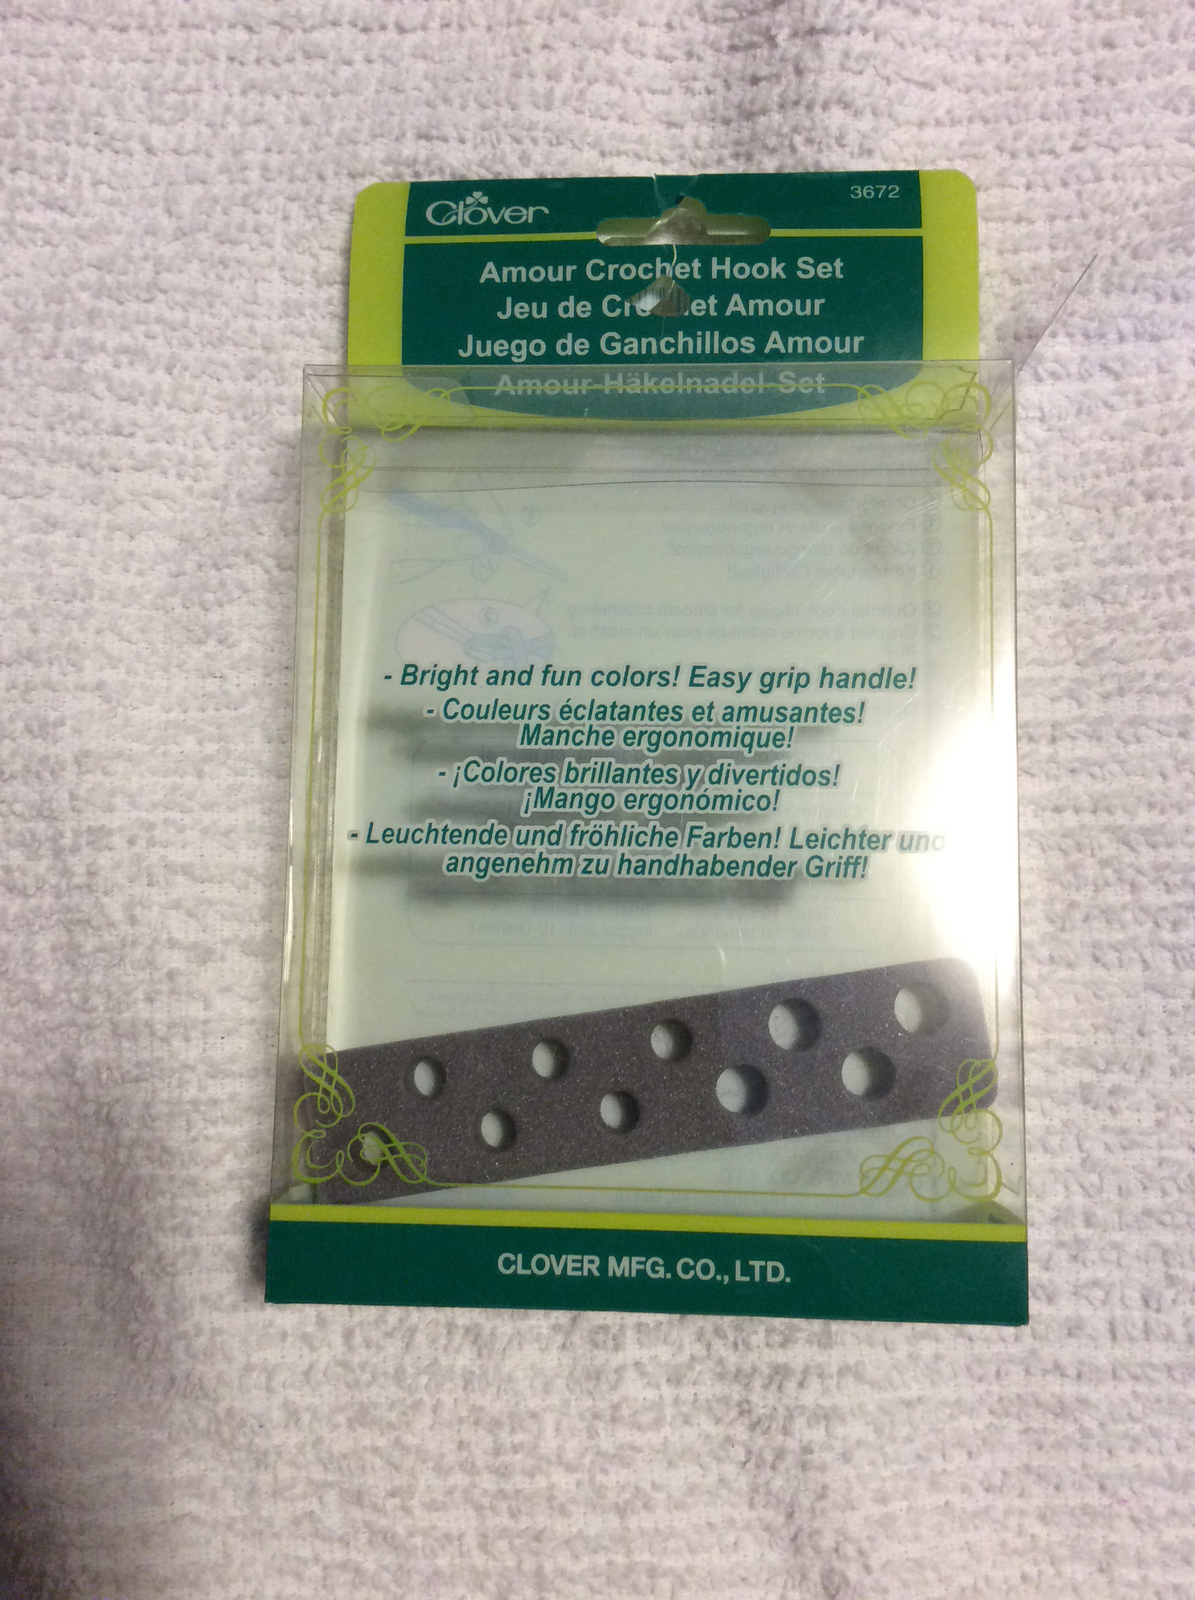 Clover
3672
Amour Crochet Hook Set
Jeu de Crochet Amour
Juego de Ganchillos Amour
Amour-Häkelnadel-Set
- Bright and fun colors! Easy grip handle!
- Couleurs éclatantes et amusantes!
Manche ergonomique!
- ¡Colores brillantes y divertidos!
¡Mango ergonómico!
- Leuchtende und fröhliche Farben! Leichter und
angenehm zu handhabender Griff!
CLOVER MFG. CO., LTD.